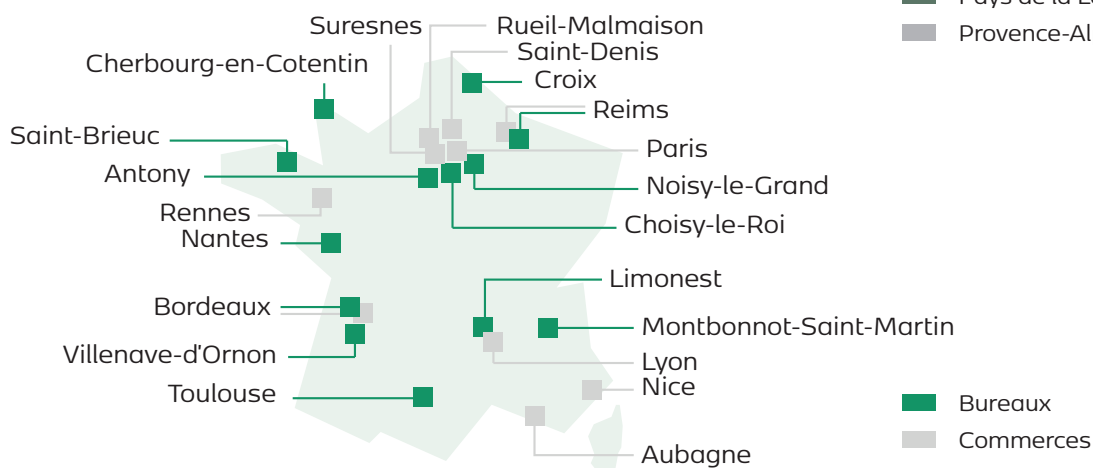 Pays de la
Provence-Al
Suresnes
Rueil-Malmaison
Saint-Denis
Cherbourg-en-Cotentin
Croix
Reims
Saint-Brieuc
Paris
Antony
Noisy-le-Grand
Rennes
Choisy-le-Roi
Nantes
Limonest
Bordeaux
Montbonnot-Saint-Martin
Villenave-d'Ornon
Lyon
Nice
Toulouse
Bureaux
Commerces
Aubagne